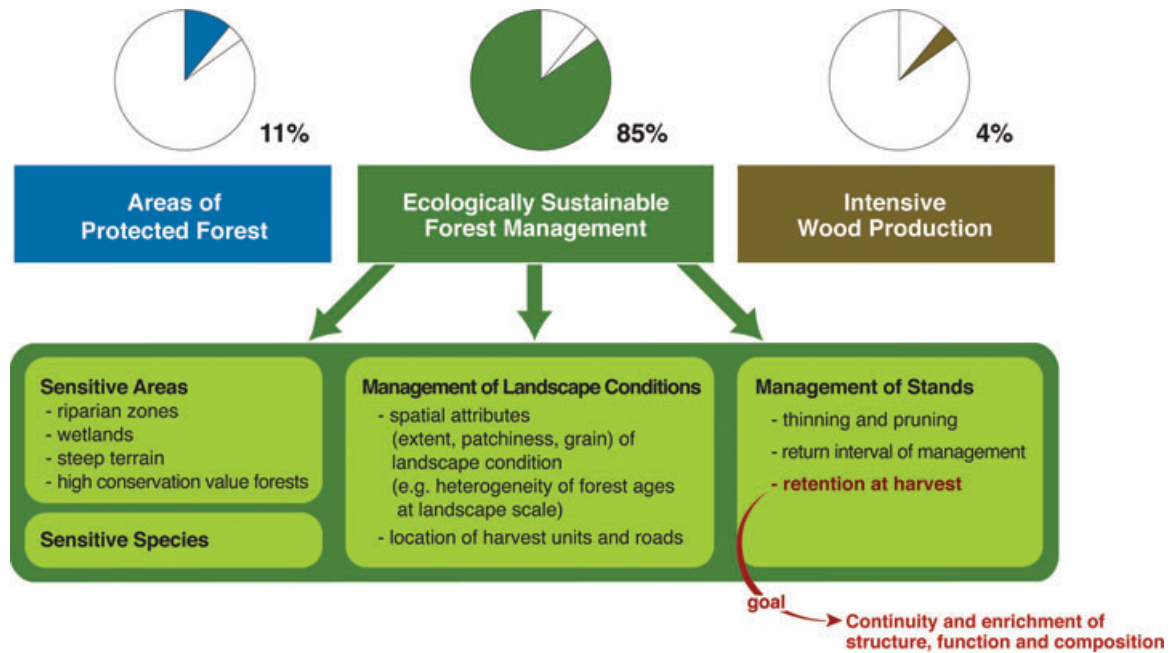 11%
85%
4%
Areas of
Protected Forest
Ecologically Sustainable
Forest Management
Intensive
Wood Production
Sensitive Areas
- riparian zones
- wetlands
- steep terrain
- high conservation value forests
Sensitive Species
Management of Landscape Conditions
- spatial attributes
(extent, patchiness, grain) of
landscape condition
(e.g. heterogeneity of forest ages
at landscape scale)
- location of harvest units and roads
Management of Stands
- thinning and pruning
- return interval of management
- retention at harvest
goal
Continuity and enrichment of
structure, function and composition